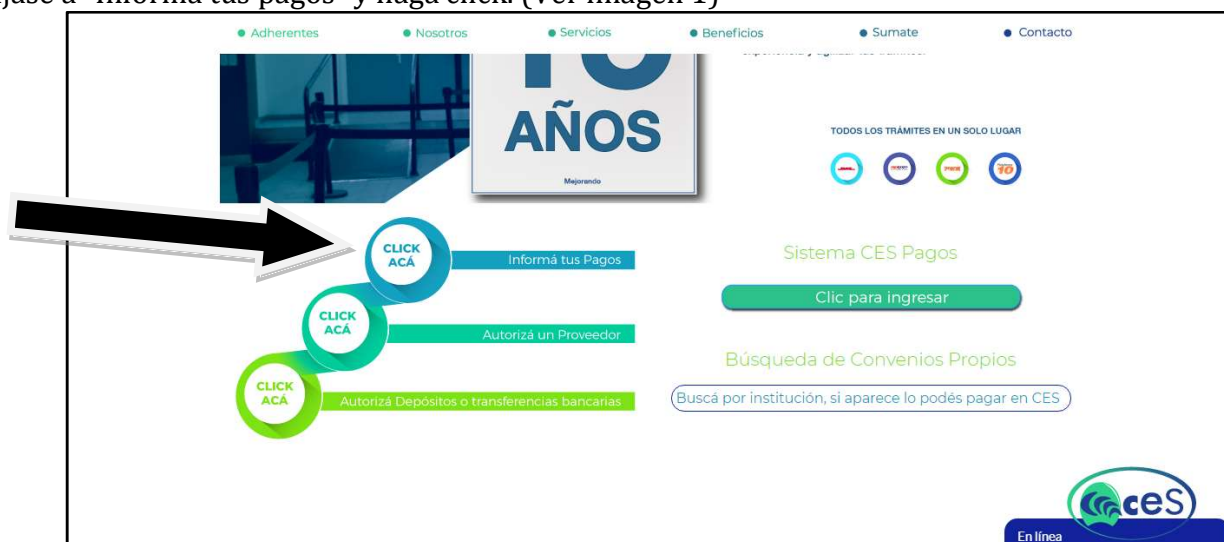 Informá tus pagos" y haga click. (Ver imagen 1)
Adherentes
Nosotros
Servicios
Beneficios
Sumate
Contacto
AÑOS
Mejorando
TODOS LOS TRÁMITES EN UN SOLO LUGAR
10
CLICK
ACÁ
Informá tus Pagos
CLICK
ACÁ
Autorizá un Proveedor
CLICK
ACÁ
Autorizá Depósitos o transferencias bancarias
Sistema CES Pagos
Clic para ingresar
Búsqueda de Convenios Propios
Buscá por institución, si aparece lo podés pagar en CES
ceS
En línea